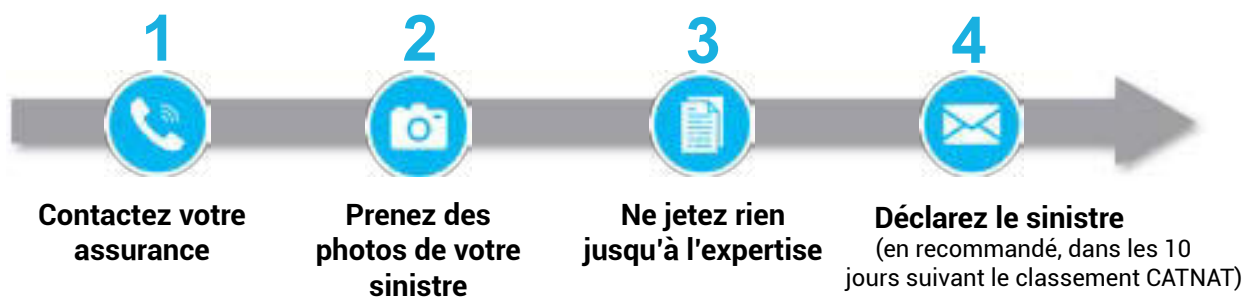 1
2
3
4
Contactez votre
assurance
Prenez des
photos de votre
sinistre
Ne jetez rien
jusqu'à l'expertise
Déclarez le sinistre
(en recommandé, dans les 10
jours suivant le classement CATNAT)